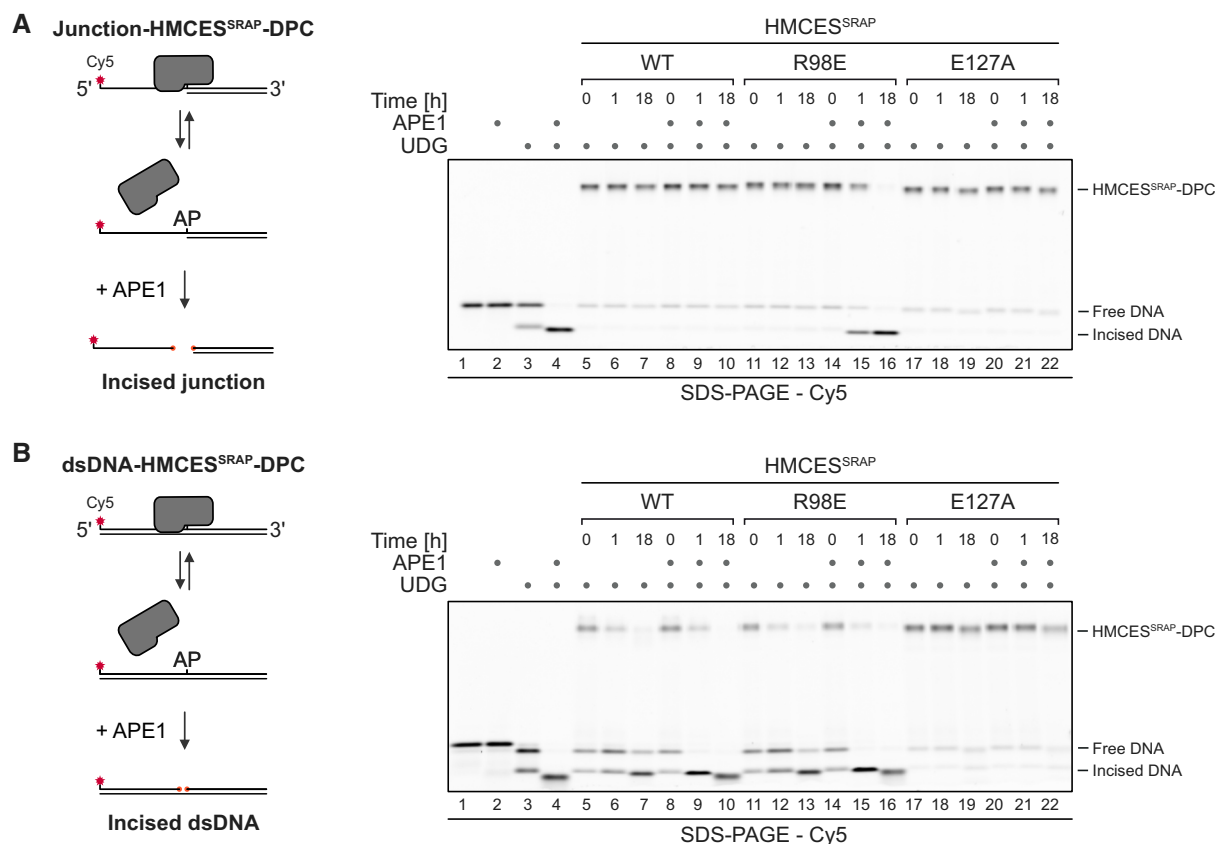 A
Junction-HMCES^SRAP-DPC
Cy5
5' 3'
AP
+ APE1
Incised junction
HMCES^SRAP
WT R98E E127A
Time [h] 0 1 18 0 1 18 0 1 18 0 1 18 0 1 18 0 1 18
APE1 • • • • • • • • • • •
UDG • • • • • • • • • • • • • • • • • • • •
HMCES^SRAP-DPC
Free DNA
Incised DNA
1 2 3 4 5 6 7 8 9 10 11 12 13 14 15 16 17 18 19 20 21 22
SDS-PAGE - Cy5
B
dsDNA-HMCES^SRAP-DPC
Cy5
5' 3'
AP
+ APE1
Incised dsDNA
HMCES^SRAP
WT R98E E127A
Time [h] 0 1 18 0 1 18 0 1 18 0 1 18 0 1 18 0 1 18
APE1 • • • • • • • • • • •
UDG • • • • • • • • • • • • • • • • • • • •
HMCES^SRAP-DPC
Free DNA
Incised DNA
1 2 3 4 5 6 7 8 9 10 11 12 13 14 15 16 17 18 19 20 21 22
SDS-PAGE - Cy5